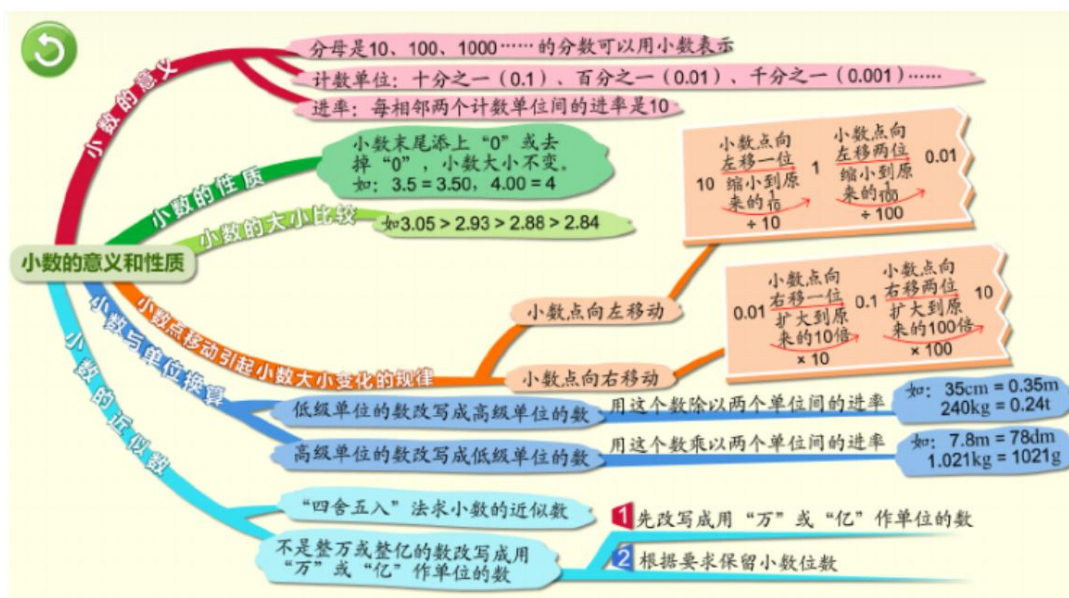 小数的意义和性质
小数的意义
分母是10、100、1000……的分数可以用小数表示
计数单位：十分之一（0.1）、百分之一（0.01）、千分之一（0.001）……
进率：每相邻两个计数单位间的进率是10
小数的性质
小数末尾添上“0”或去
掉“0”，小数大小不变。
如：3.5 = 3.50，4.00 = 4
小数的大小比较
如3.05 > 2.93 > 2.88 > 2.84
小数点移动引起小数大小变化的规律
小数点向左移动
10
小数点向
左移一位
缩小到原
来的1/10
÷ 10
1
小数点向
左移两位
缩小到原
来的1/100
÷ 100
0.01
小数点向右移动
0.01
小数点向
右移一位
扩大到原
来的10倍
× 10
0.1
小数点向
右移两位
扩大到原
来的100倍
× 100
10
小数与单位换算
低级单位的数改写成高级单位的数
用这个数除以两个单位间的进率
如：35cm = 0.35m
240kg = 0.24t
高级单位的数改写成低级单位的数
用这个数乘以两个单位间的进率
如：7.8m = 78dm
1.021kg = 1021g
小数的近似数
“四舍五入”法求小数的近似数
不是整万或整亿的数改写成用
“万”或“亿”作单位的数
1 先改写成用“万”或“亿”作单位的数
2 根据要求保留小数位数